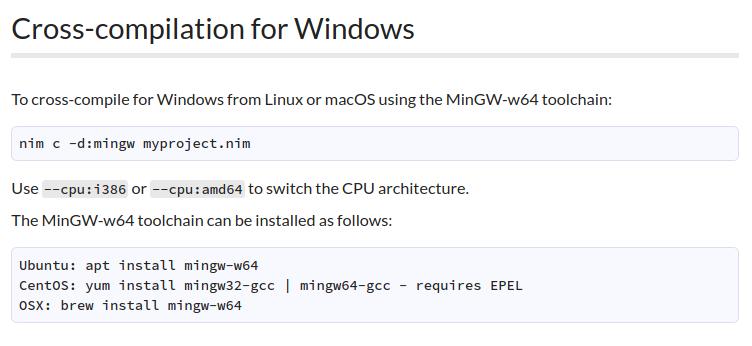 Cross-compilation for Windows
To cross-compile for Windows from Linux or macOS using the MinGW-w64 toolchain:
nim c -d:mingw myproject.nim
Use --cpu:i386 or --cpu:amd64 to switch the CPU architecture.
The MinGW-w64 toolchain can be installed as follows:
Ubuntu: apt install mingw-w64
CentOS: yum install mingw32-gcc | mingw64-gcc - requires EPEL
OSX: brew install mingw-w64